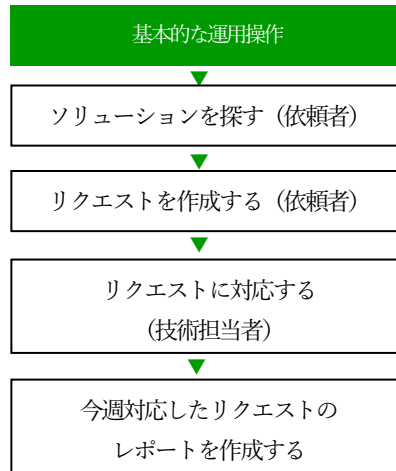 基本的な運用操作
ソリューションを探す（依頼者）
リクエストを作成する（依頼者）
リクエストに対応する
（技術担当者）
今週対応したリクエストの
レポートを作成する